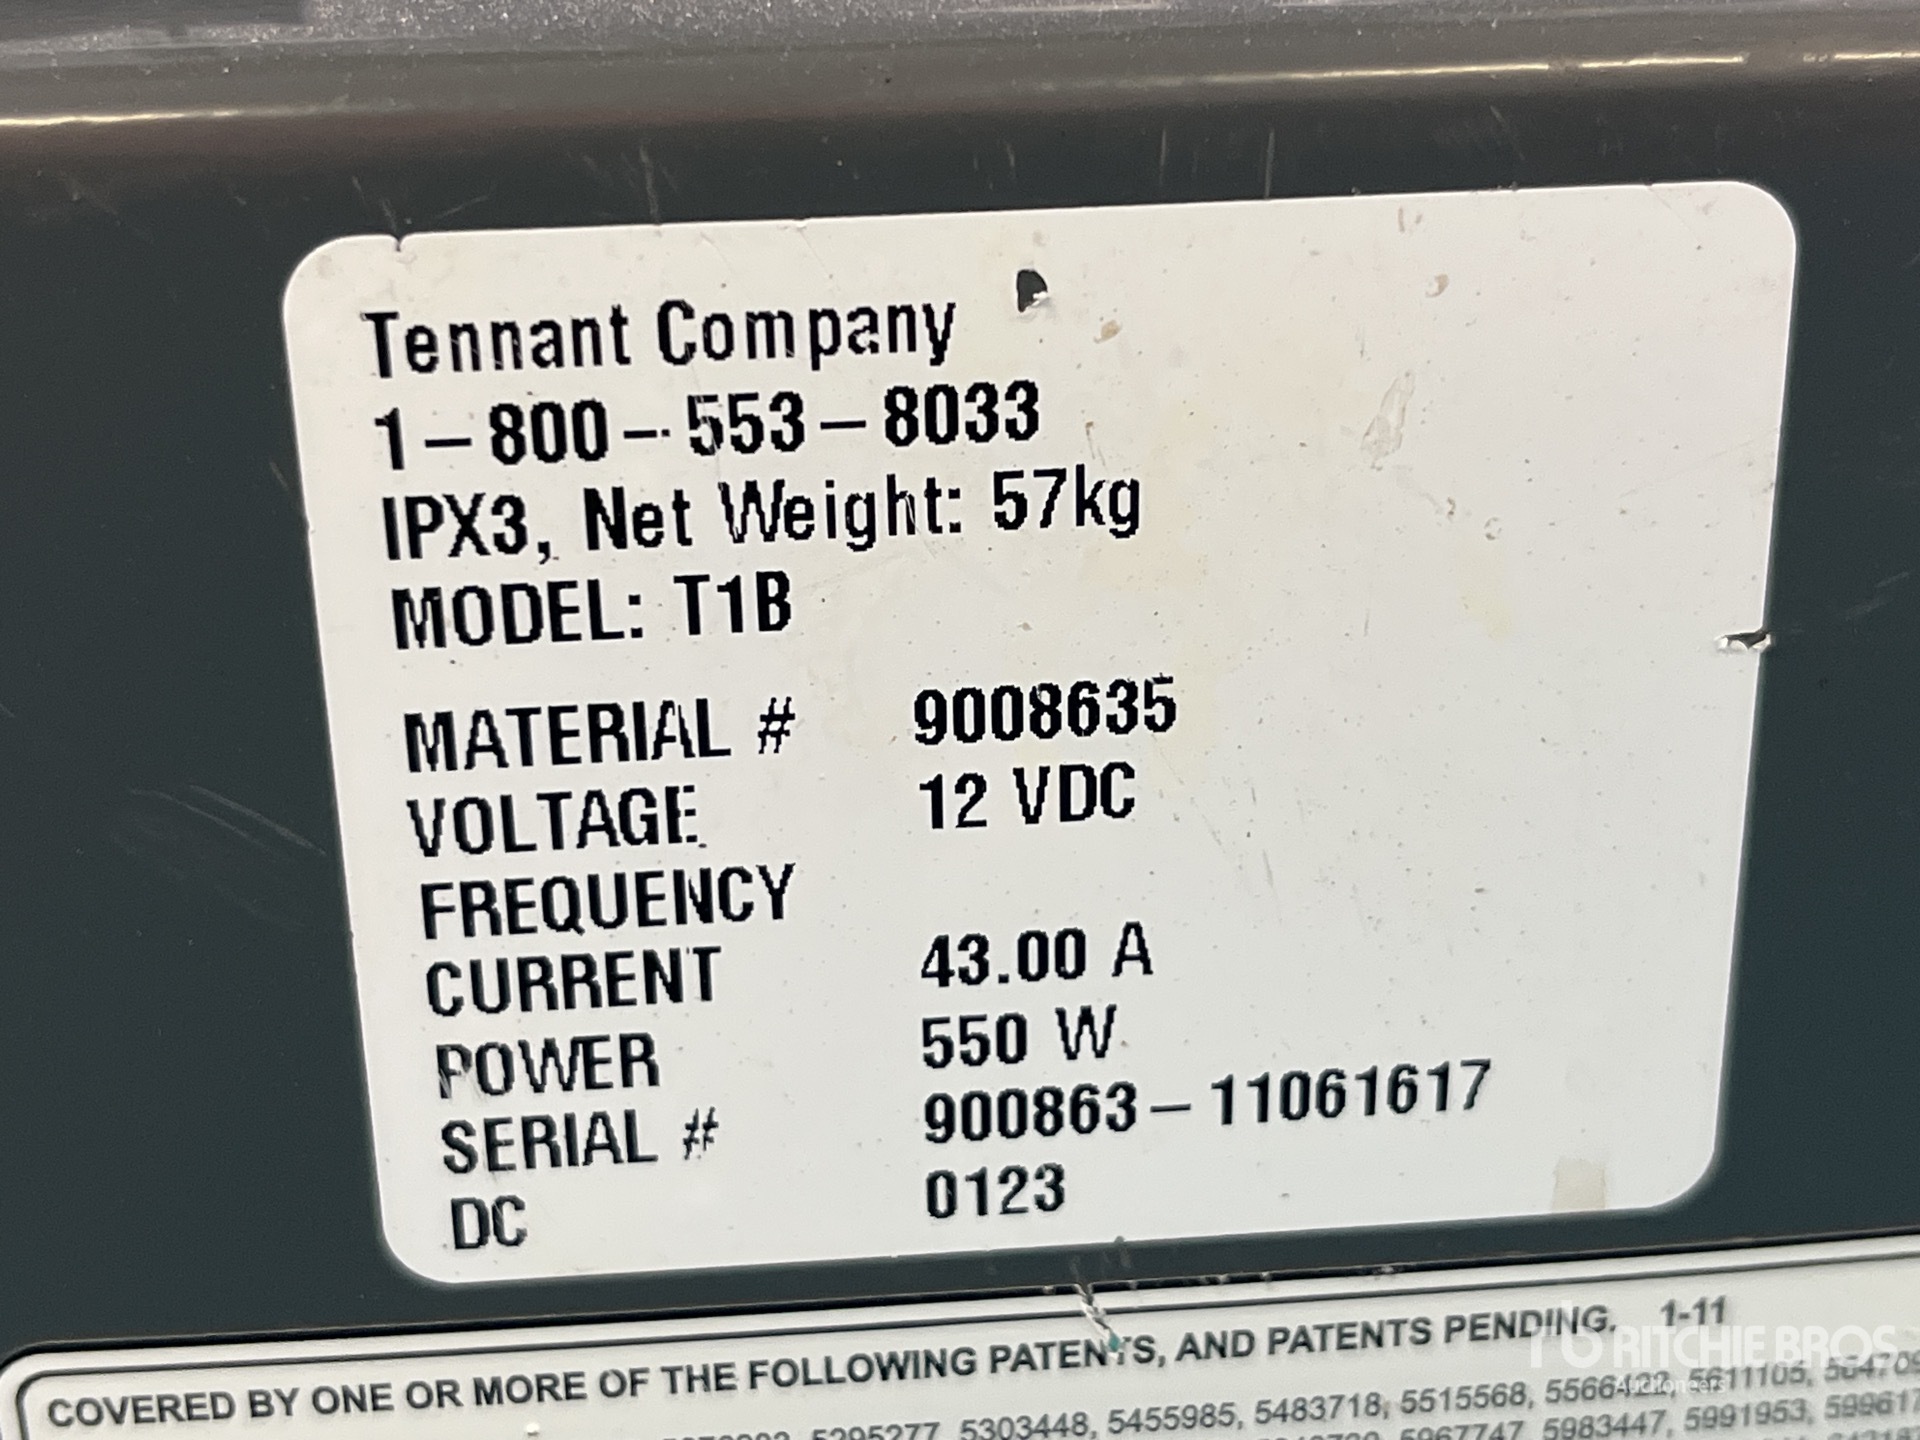 Tennant Company
1-800-553-8033
IPX3, Net Weight: 57kg
MODEL: T1B
MATERIAL # 9008635
VOLTAGE 12 VDC
FREQUENCY
CURRENT 43.00 A
POWER 550 W
SERIAL # 900863-11061617
DC 0123
COVERED BY ONE OR MORE OF THE FOLLOWING PATENTS, AND PATENTS PENDING. 1-11
5295277, 5303448, 5455985, 5483718, 5515568, 5566422, 5611105,
5967747, 5983447, 5991953,
RITCHIE BROS
Auctioneers